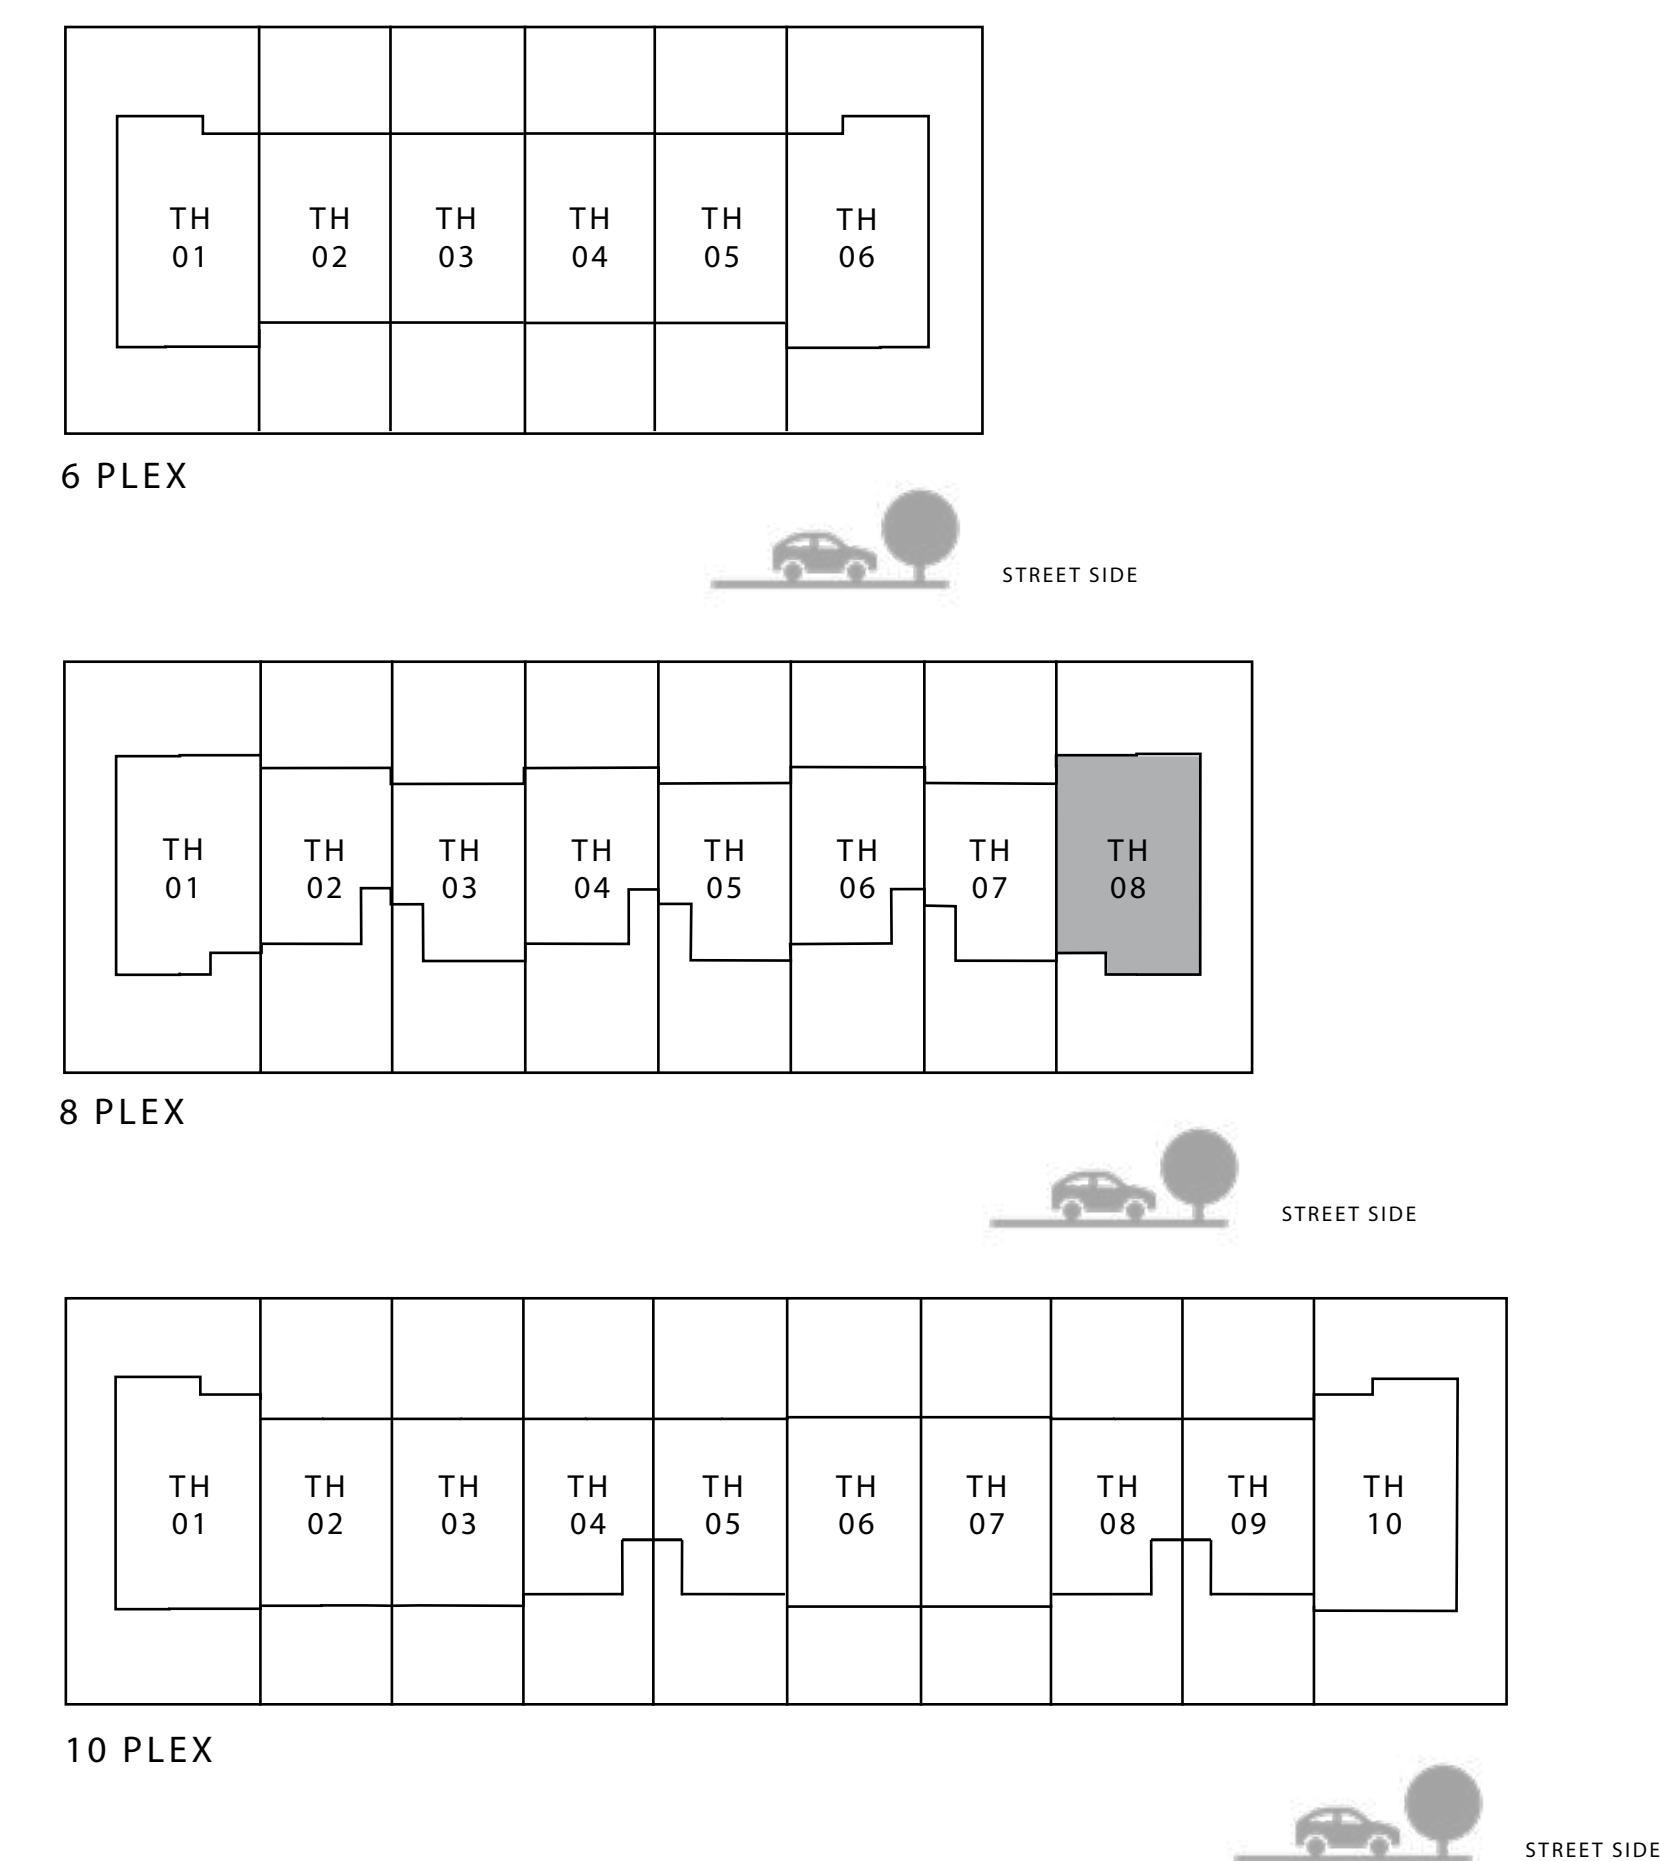 TH TH TH TH TH TH
01 02 03 04 05 06
6 PLEX
STREET SIDE
TH TH TH TH TH TH TH TH
01 02 03 04 05 06 07 08
8 PLEX
STREET SIDE
TH TH TH TH TH TH TH TH TH TH
01 02 03 04 05 06 07 08 09 10
10 PLEX
STREET SIDE